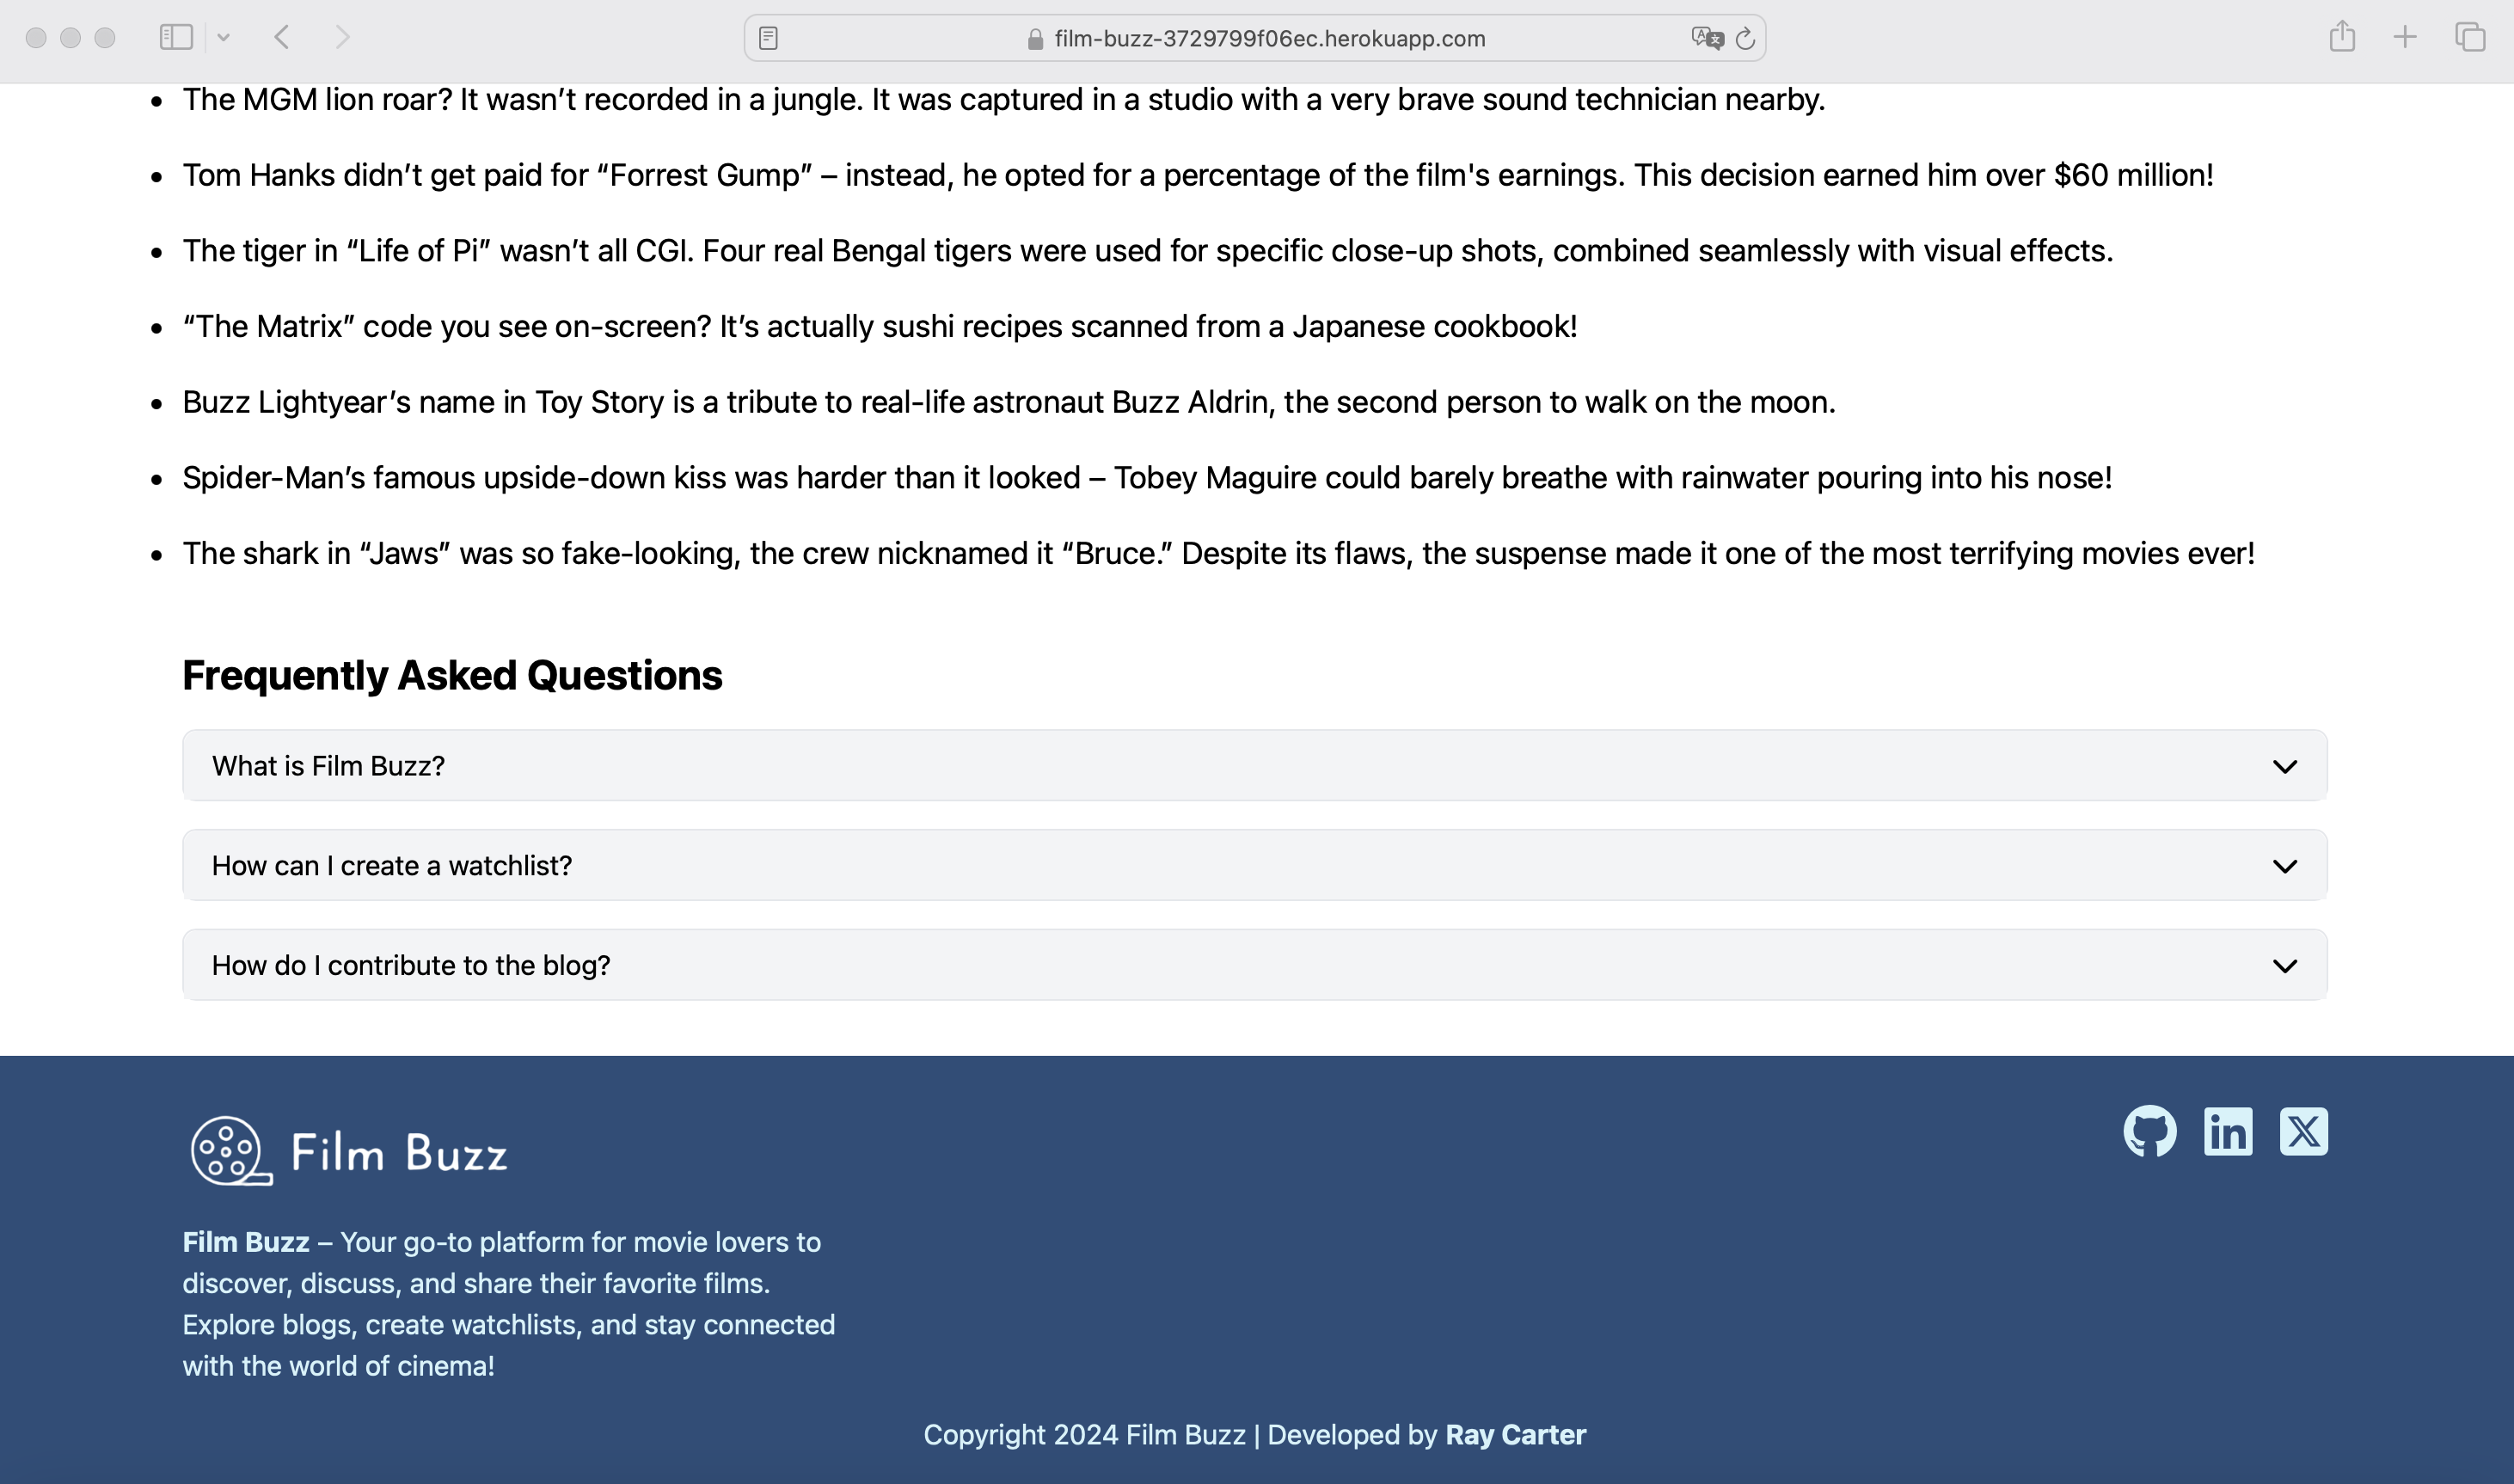 film-buzz-3729799f06ec.herokuapp.com
• The MGM lion roar? It wasn’t recorded in a jungle. It was captured in a studio with a very brave sound technician nearby.
• Tom Hanks didn’t get paid for “Forrest Gump” – instead, he opted for a percentage of the film's earnings. This decision earned him over $60 million!
• The tiger in “Life of Pi” wasn’t all CGI. Four real Bengal tigers were used for specific close-up shots, combined seamlessly with visual effects.
• “The Matrix” code you see on-screen? It’s actually sushi recipes scanned from a Japanese cookbook!
• Buzz Lightyear’s name in Toy Story is a tribute to real-life astronaut Buzz Aldrin, the second person to walk on the moon.
• Spider-Man’s famous upside-down kiss was harder than it looked – Tobey Maguire could barely breathe with rainwater pouring into his nose!
• The shark in “Jaws” was so fake-looking, the crew nicknamed it “Bruce.” Despite its flaws, the suspense made it one of the most terrifying movies ever!
Frequently Asked Questions
What is Film Buzz?
How can I create a watchlist?
How do I contribute to the blog?
Film Buzz
Film Buzz – Your go-to platform for movie lovers to
discover, discuss, and share their favorite films.
Explore blogs, create watchlists, and stay connected
with the world of cinema!
Copyright 2024 Film Buzz | Developed by Ray Carter